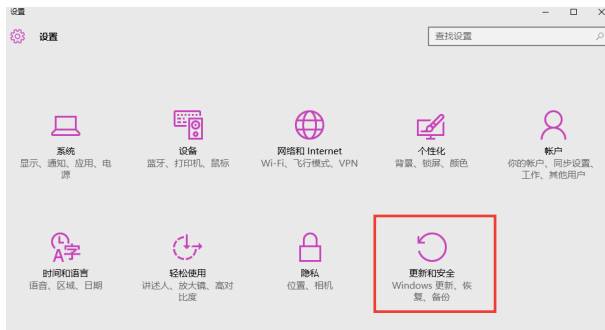 设置
设置
查找设置
系统
显示、通知、应用、电
源
设备
蓝牙、打印机、鼠标
网络和 Internet
Wi-Fi、飞行模式、VPN
个性化
背景、锁屏、颜色
帐户
你的帐户、同步设置、
工作、其他用户
时间和语言
语音、区域、日期
轻松使用
讲述人、放大镜、高对
比度
隐私
位置、相机
更新和安全
Windows 更新、恢
复、备份